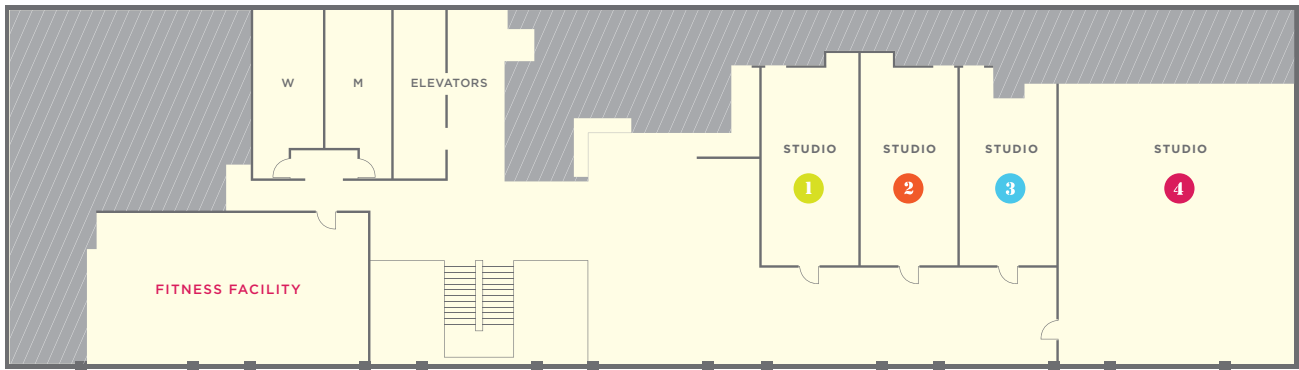 W
M
ELEVATORS
STUDIO
1
STUDIO
2
STUDIO
3
STUDIO
4
FITNESS FACILITY